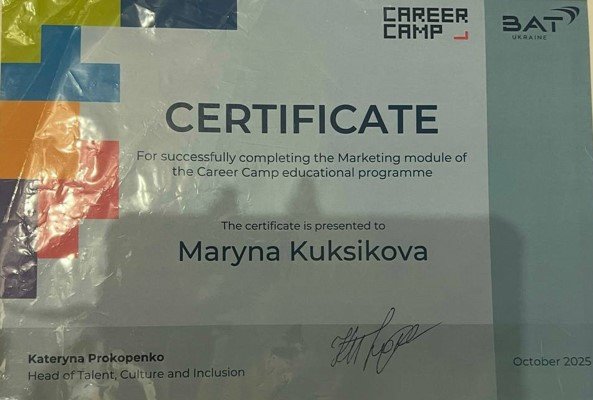 CAREER
CAMP
BAT
UKRAINE
CERTIFICATE
For successfully completing the Marketing module of
the Career Camp educational programme
The certificate is presented to
Maryna Kuksikova
Kateryna Prokopenko
Head of Talent, Culture and Inclusion
October 2025